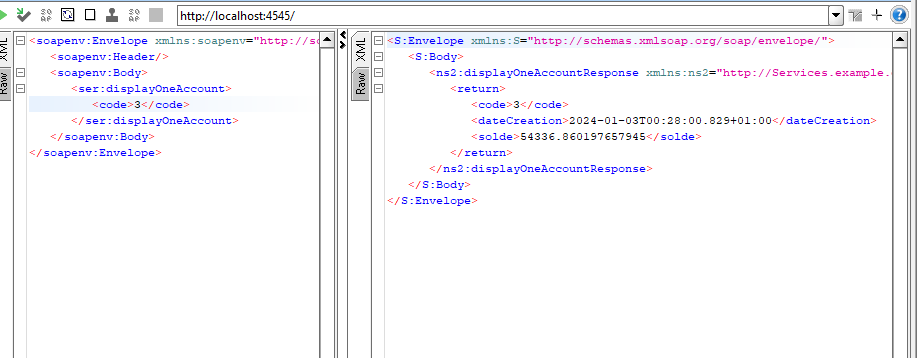 http://localhost:4545/
XML
Raw
<soapenv:Envelope xmlns:soapenv="http://sc
<soapenv:Header/>
<soapenv:Body>
<ser:displayOneAccount>
<code>3</code>
</ser:displayOneAccount>
</soapenv:Body>
</soapenv:Envelope>
XML
Raw
<S:Envelope xmlns:S="http://schemas.xmlsoap.org/soap/envelope/">
<S:Body>
<ns2:displayOneAccountResponse xmlns:ns2="http://Services.example.
<return>
<code>3</code>
<dateCreation>2024-01-03T00:28:00.829+01:00</dateCreation>
<solde>54336.860197657945</solde>
</return>
</ns2:displayOneAccountResponse>
</S:Body>
</S:Envelope>